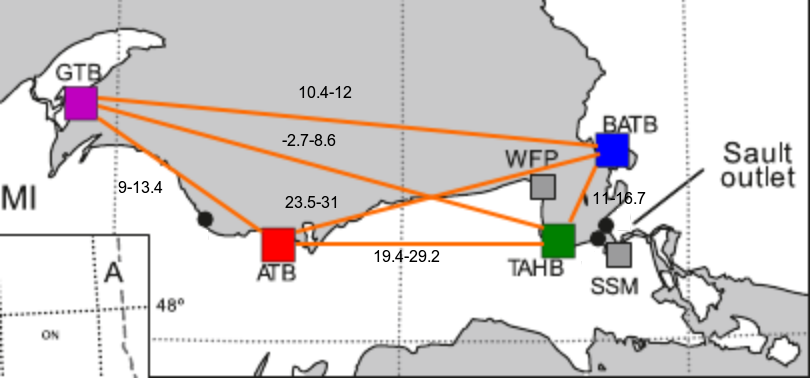 GTB
10.4-12
BATB
-2.7-8.6
WFP
Sault
outlet
MI
9-13.4
23.5-31
11-16.7
ATB
19.4-29.2
TAHB
SSM
A
48°
ON